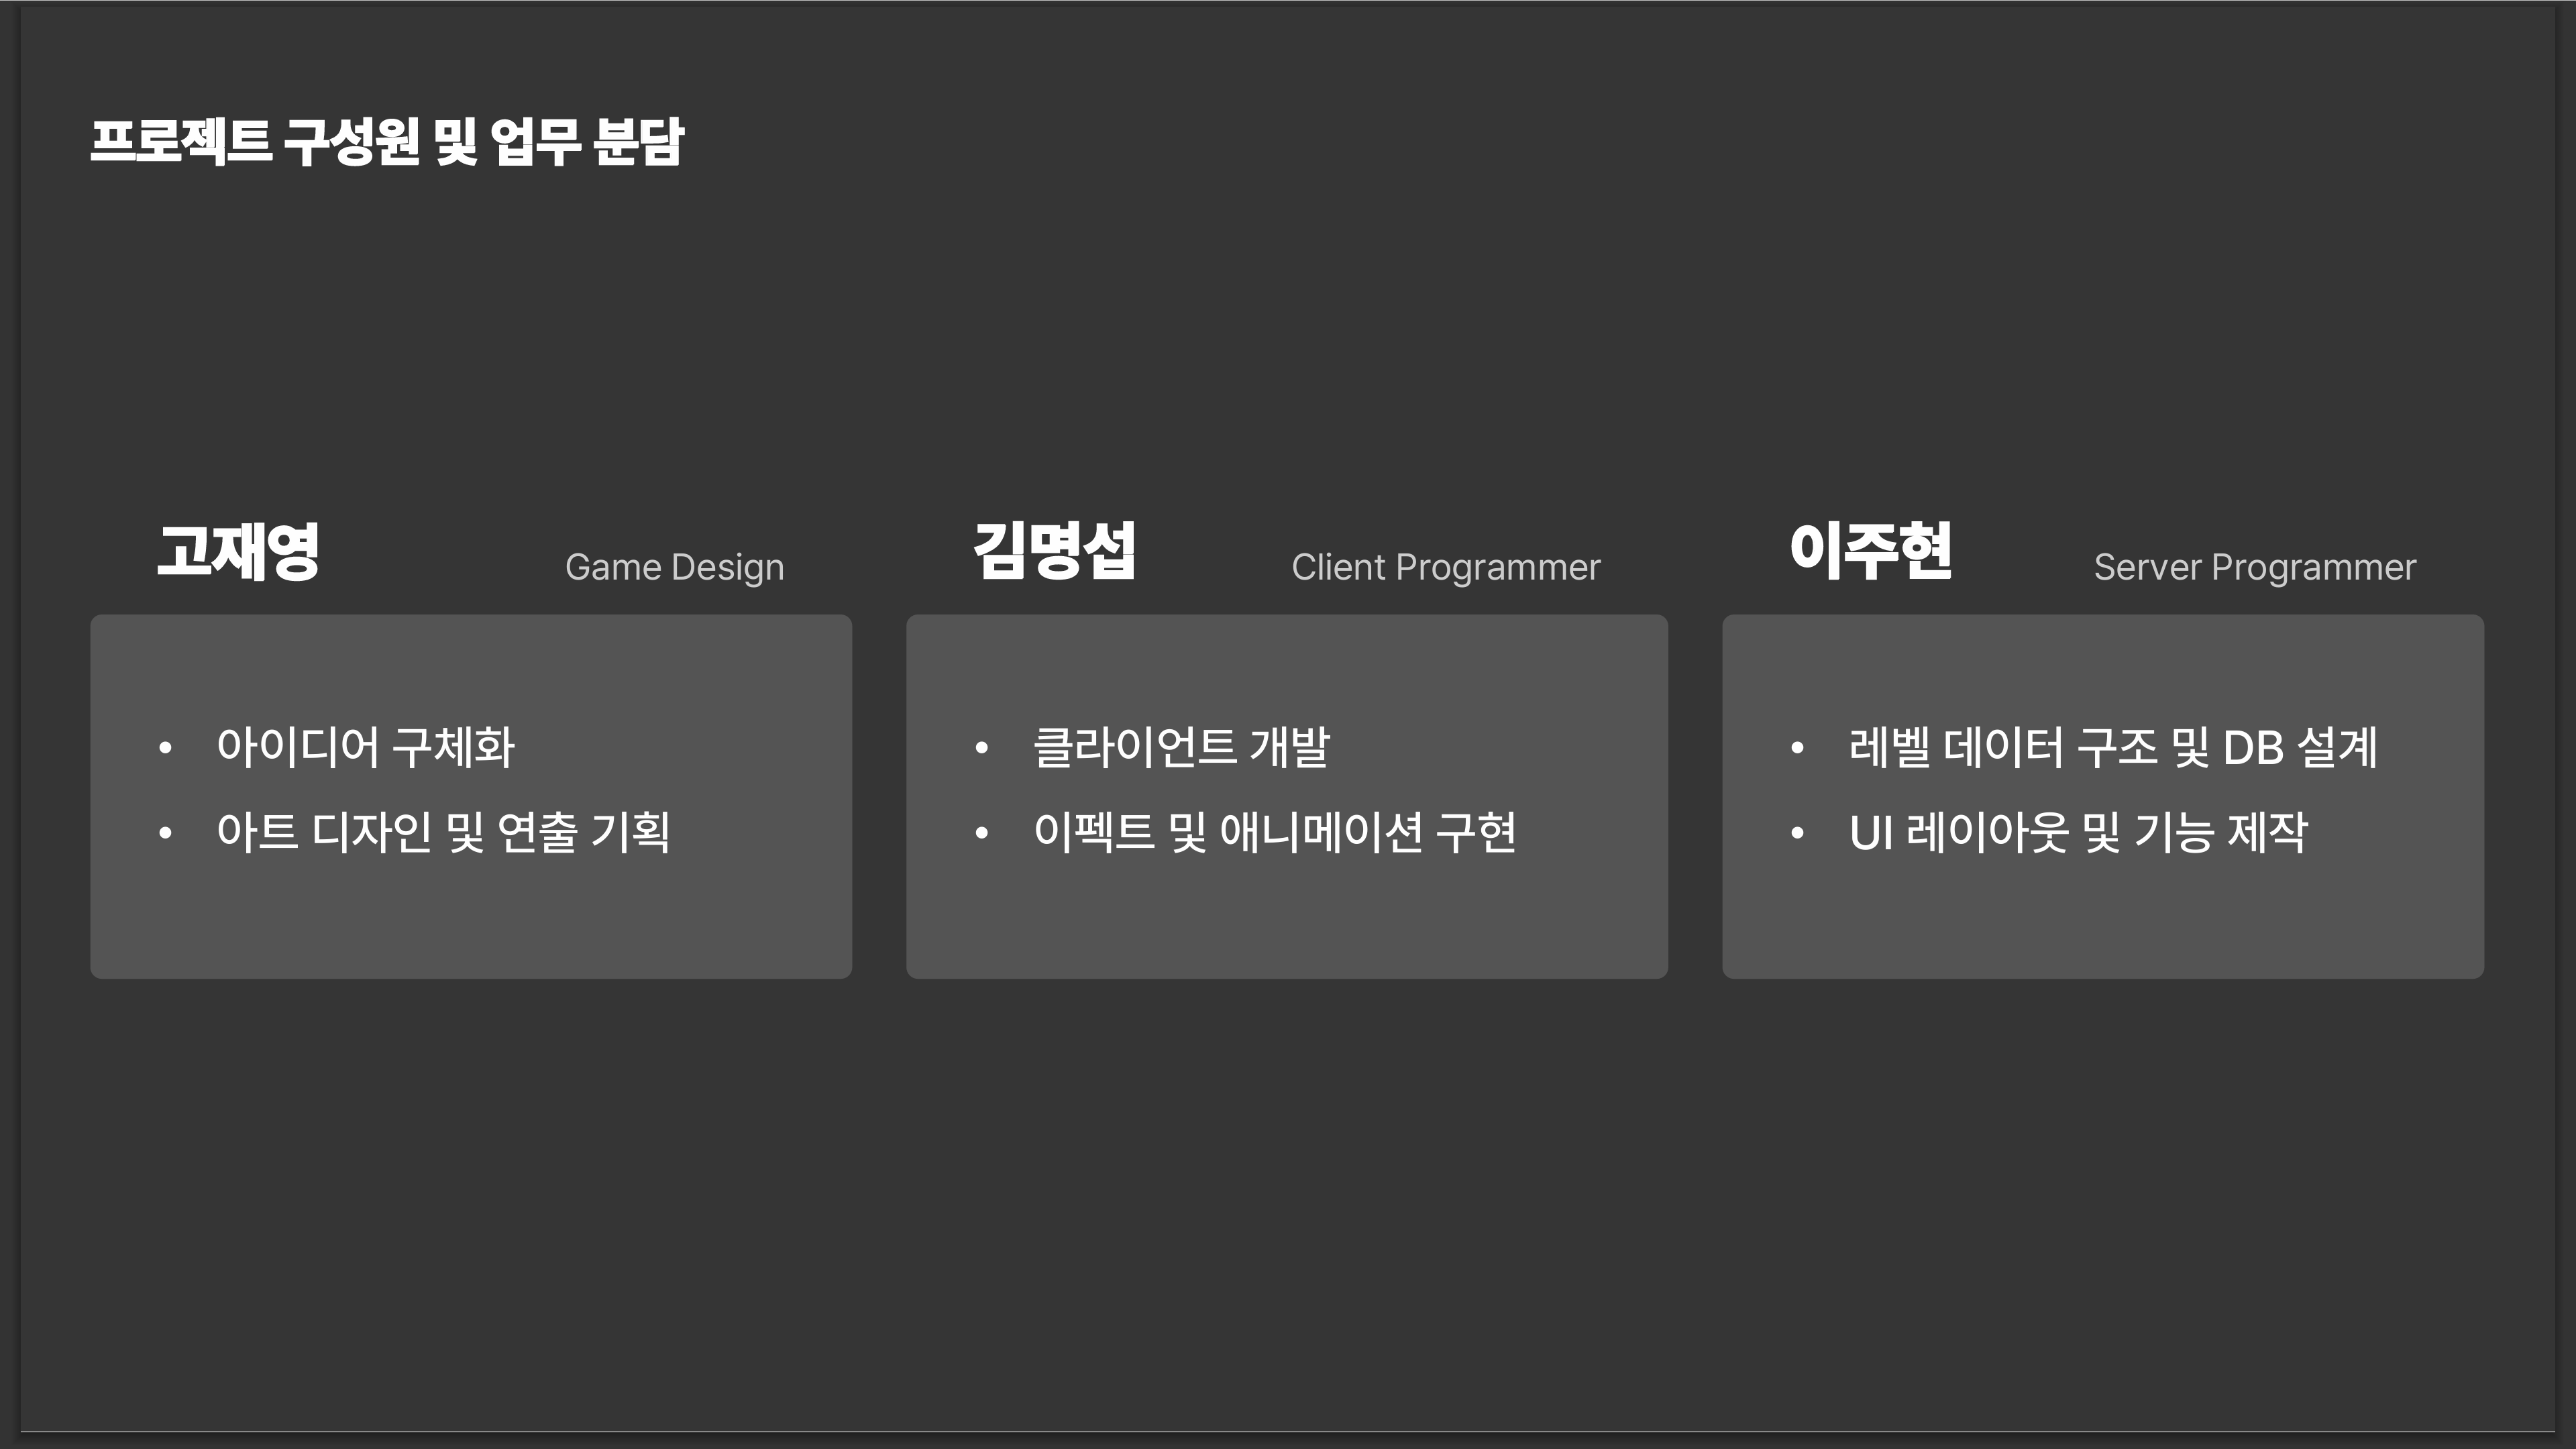 프로젝트 구성원 및 업무 분담
고재영 Game Design
• 아이디어 구체화
• 아트 디자인 및 연출 기획
김명섭 Client Programmer
• 클라이언트 개발
• 이펙트 및 애니메이션 구현
이주현 Server Programmer
• 레벨 데이터 구조 및 DB 설계
• UI 레이아웃 및 기능 제작